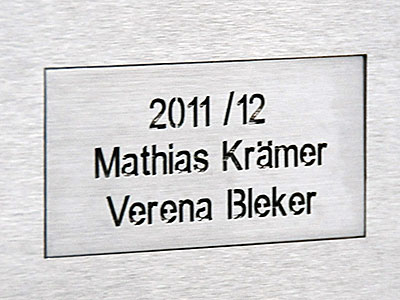 2011 /12
Mathias Krämer
Verena Bleker